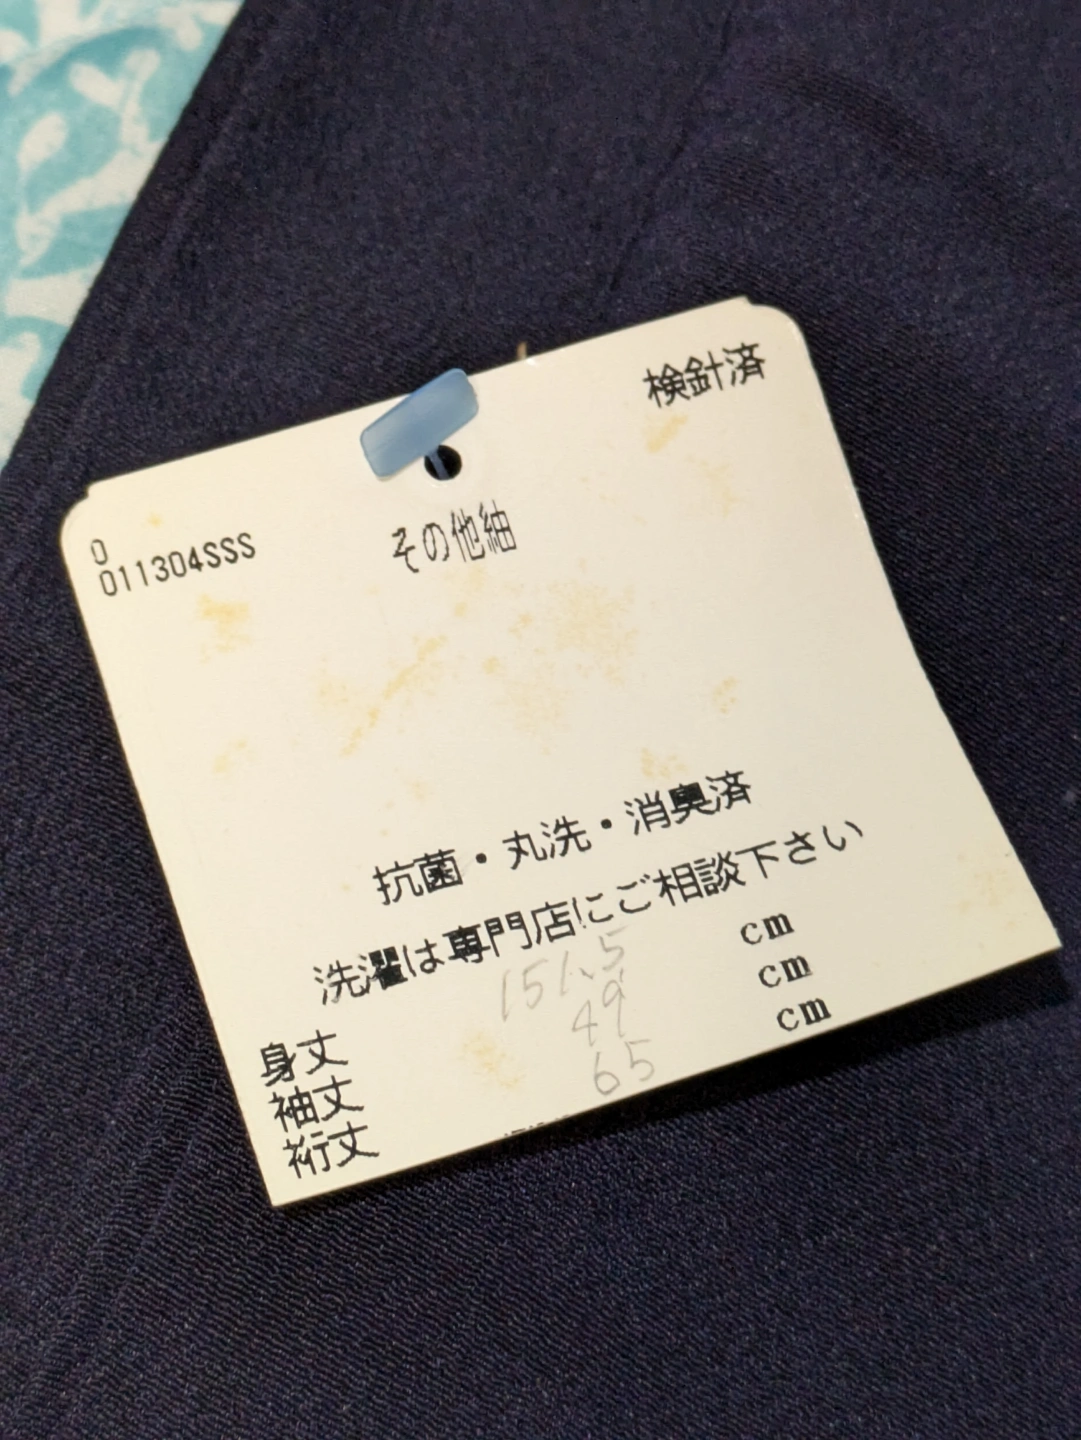 検針済
0
011304SSS
その他紬
抗菌・丸洗・消臭済
洗濯は専門店にご相談下さい
身丈 151.5 cm
袖丈 49 cm
裄丈 65 cm